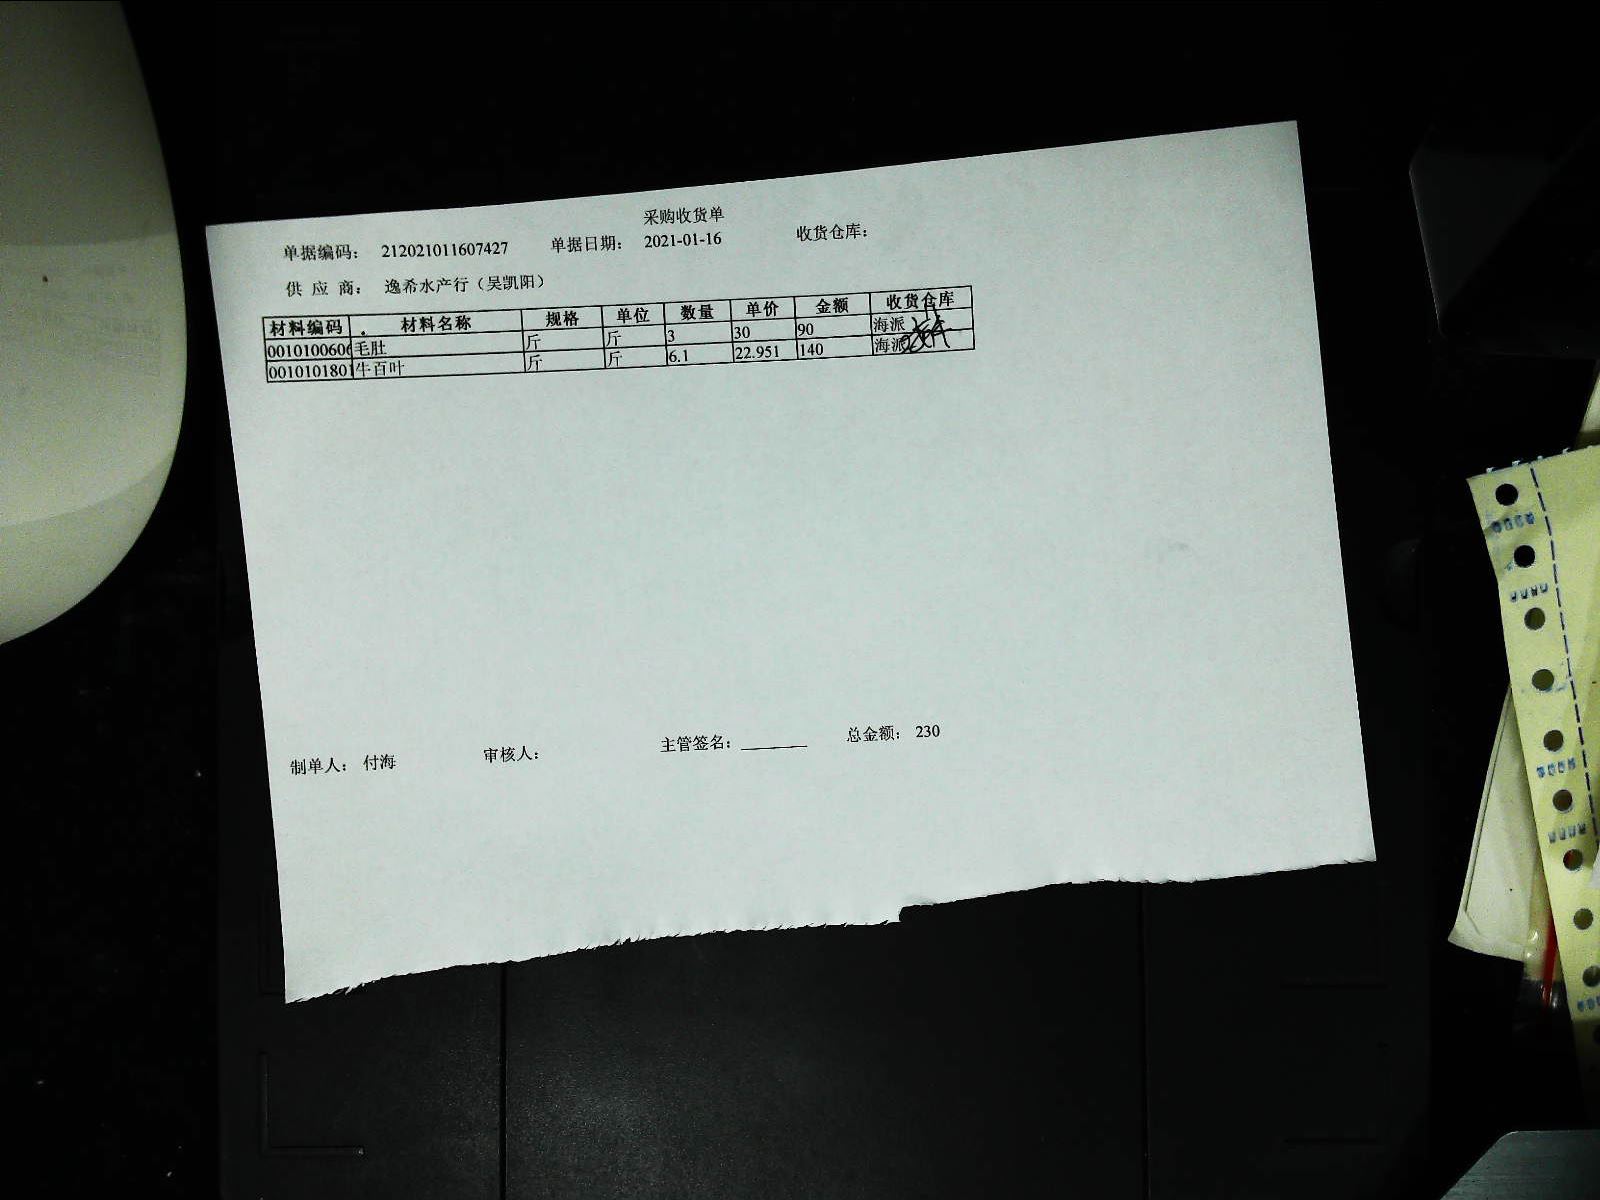 采购收货单
单据编码： 212021011607427 单据日期： 2021-01-16 收货仓库：
供 应 商： 逸希水产行（吴凯阳）
材料编码 材料名称 规格 单位 数量 单价 金额 收货仓库
0010100606 毛肚 斤 斤 3 30 90 海派
0010101801 牛百叶 斤 斤 6.1 22.951 140 海派
制单人： 付海 审核人： 主管签名：______ 总金额： 230